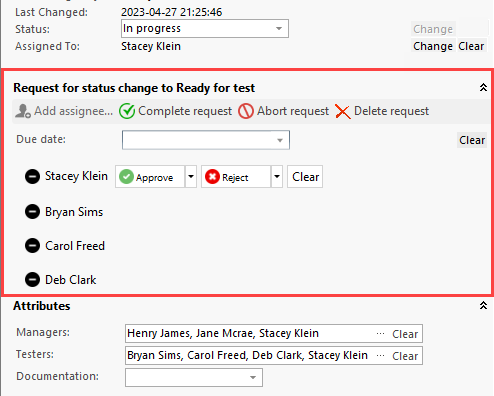 Last Changed: 2023-04-27 21:25:46
Status: In progress Change
Assigned To: Stacey Klein Change Clear
Request for status change to Ready for test
Add assignee... Complete request Abort request Delete request
Due date: Clear
Stacey Klein Approve Reject Clear
Bryan Sims
Carol Freed
Deb Clark
Attributes
Managers: Henry James, Jane Mcrae, Stacey Klein ... Clear
Testers: Bryan Sims, Carol Freed, Deb Clark, Stacey Klein ... Clear
Documentation: